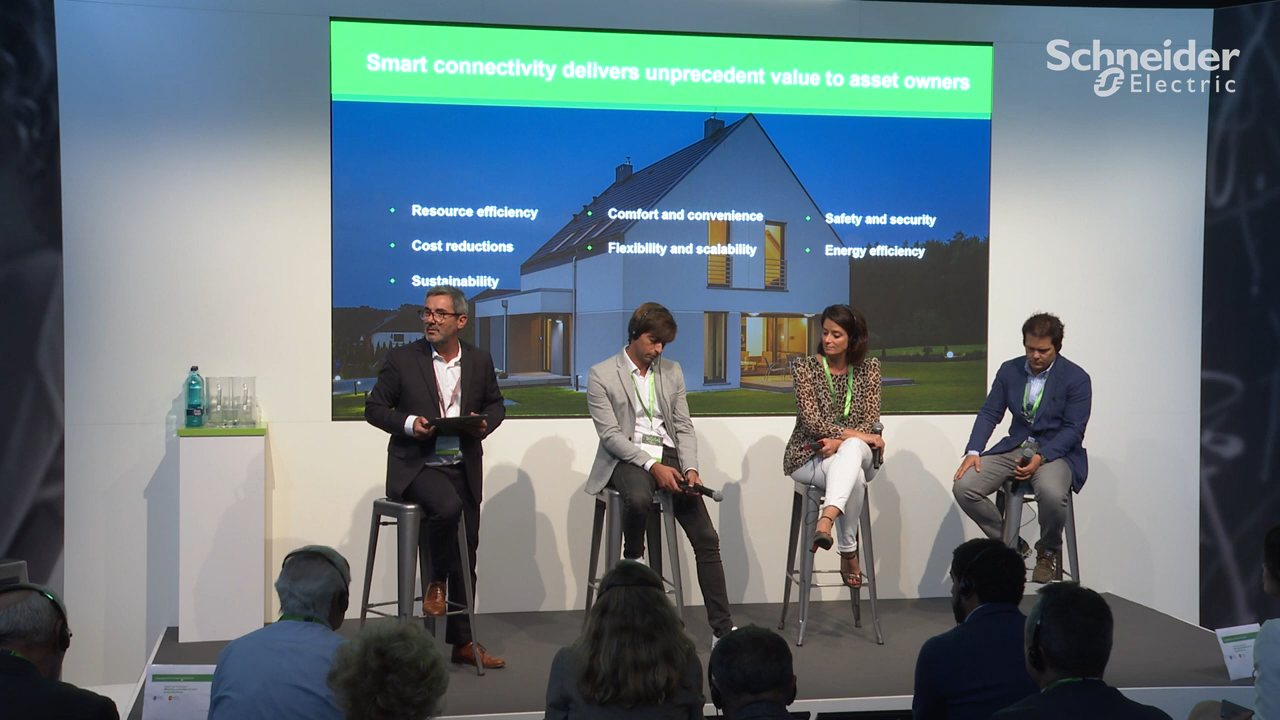 Schneider
Electric
Smart connectivity delivers unprecedent value to asset owners
Resource efficiency
Cost reductions
Sustainability
Comfort and convenience
Flexibility and scalability
Safety and security
Energy efficiency